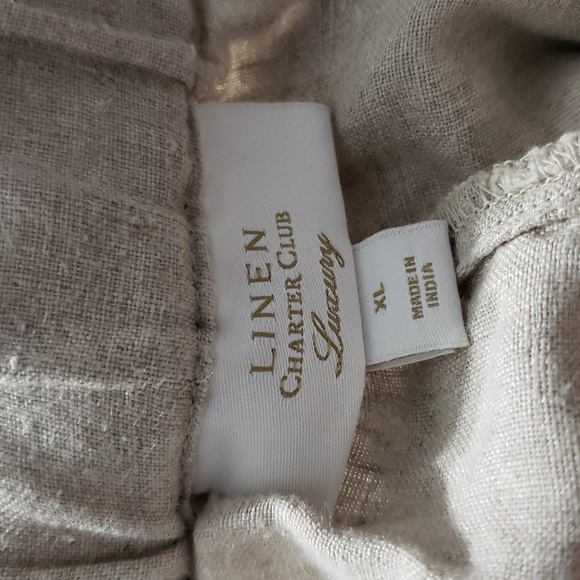 LINEN
CHARTER CLUB
Luxury
XL
MADE IN
INDIA